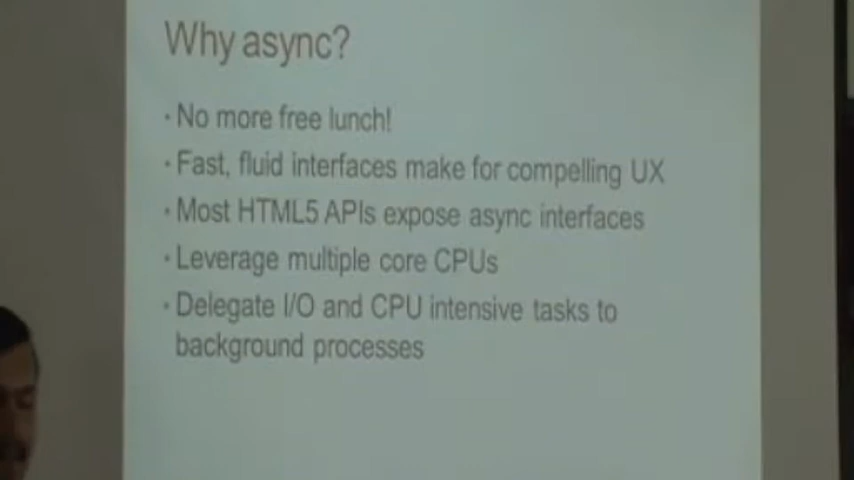 Why async?
· No more free lunch!
· Fast, fluid interfaces make for compelling UX
· Most HTML5 APIs expose async interfaces
· Leverage multiple core CPUs
· Delegate I/O and CPU intensive tasks to
background processes